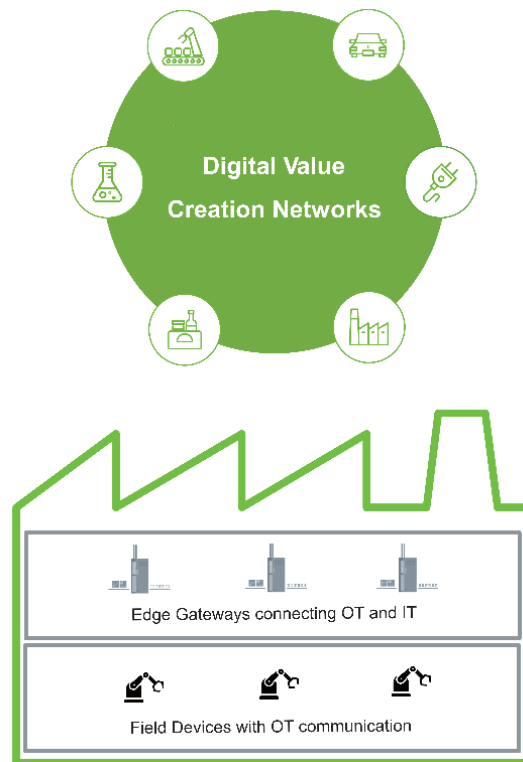 Digital Value
Creation Networks
Edge Gateways connecting OT and IT
Field Devices with OT communication